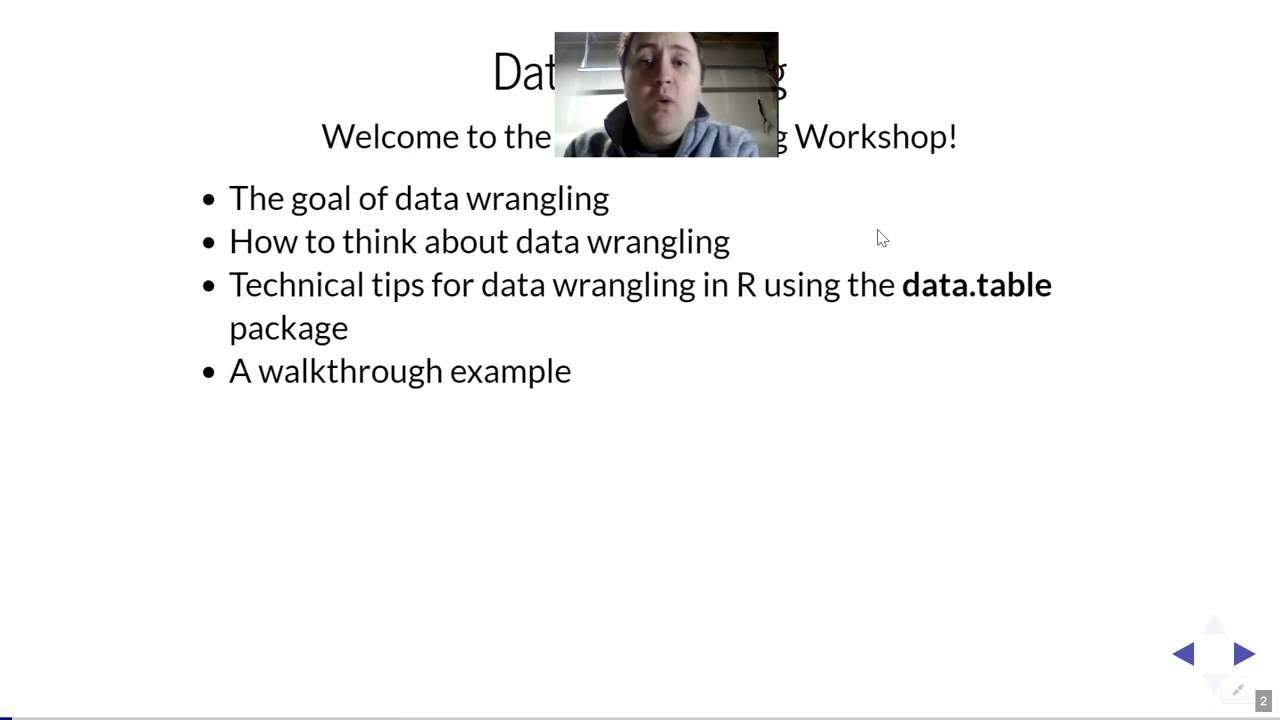 Dat g
Welcome to the g Workshop!
• The goal of data wrangling
• How to think about data wrangling
• Technical tips for data wrangling in R using the data.table
package
• A walkthrough example
2